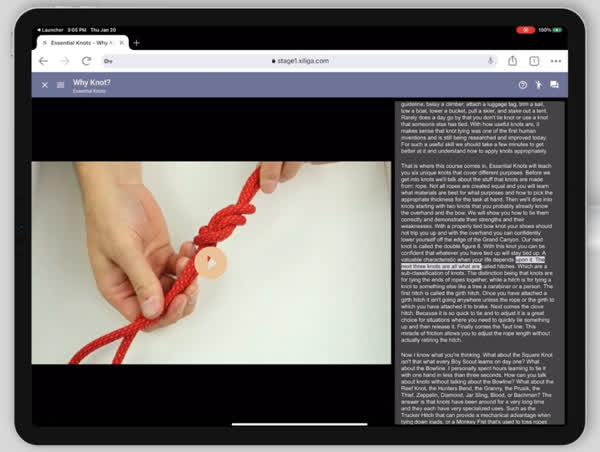 Launcher 3:05 PM Thu Jan 20 100%
Essential Knots – Why K
stage1.xiliga.com
Why Knot?
Essential Knots
guideline, belay a climber, attach a luggage tag, trim a sail,
tow a boat, lower a bucket, pull a skier, and stake out a tent.
Rarely does a day go by that you don't tie knot or use a knot
that someone else has tied. With how useful knots are, it
makes sense that knot tying was one of the first human
inventions and is still being researched and improved today.
For such a useful skill we should take a few minutes to get
better at it and understand how to apply knots appropriately.
That is where this course comes in, Essential Knots will teach
you six unique knots that cover different purposes. Before we
get into knots we'll talk about the stuff that knots are made
from: rope. Not all ropes are created equal and you will learn
what materials are best for what purposes and how to pick the
appropriate thickness for the task at hand. Then we'll dive into
knots starting with two knots that you probably already know
the overhand and the bow. We will show you how to tie them
correctly and demonstrate their strengths and their
weaknesses. With a properly tied bow knot your shoes should
not trip you up and with the overhand you can confidently
lower yourself off the edge of the Grand Canyon. Our next
knot is called the double figure 8. With this knot you can be
confident that whatever you have tied up will stay tied up. A
valuable characteristic when your life depends upon it. The
next three knots are all what are called hitches. Which are a
sub-classification of knots. The distinction being that knots are
for tying the ends of ropes together, while a hitch is for tying a
knot to something else like a tree a carabiner or a person. The
first hitch is called the girth hitch. Once you have attached a
girth hitch it isn't going anywhere unless the rope or the girth to
which you have attached it to brake. Next comes the clove
hitch. Because it is so quick to tie and to adjust it is a great
choice for situations where you need to quickly tie something
up and then release it. Finally comes the Taut line. This
miracle of friction allows you to adjust the rope length without
actually retiring the hitch.
Now I know what you're thinking. What about the Square Knot
isn't that what every Boy Scout learns on day one? What
about the Bowline. I personally spent hours learning to tie it
with one hand in less than three seconds. How can you talk
about knots without talking about the Bowline? What about the
Reef Knot, the Hunters Bend, the Granny, the Prusik, the
Thief, Zeppelin, Diamond, Jar Sling, Blood, or Bachmen? The
answer is that knots have been around for a very long time
and they each have very specialized uses. Such as the
Trucker Hitch that can provide a mechanical advantage when
tying down loads, or a Monkey Fist that's used to toss ropes